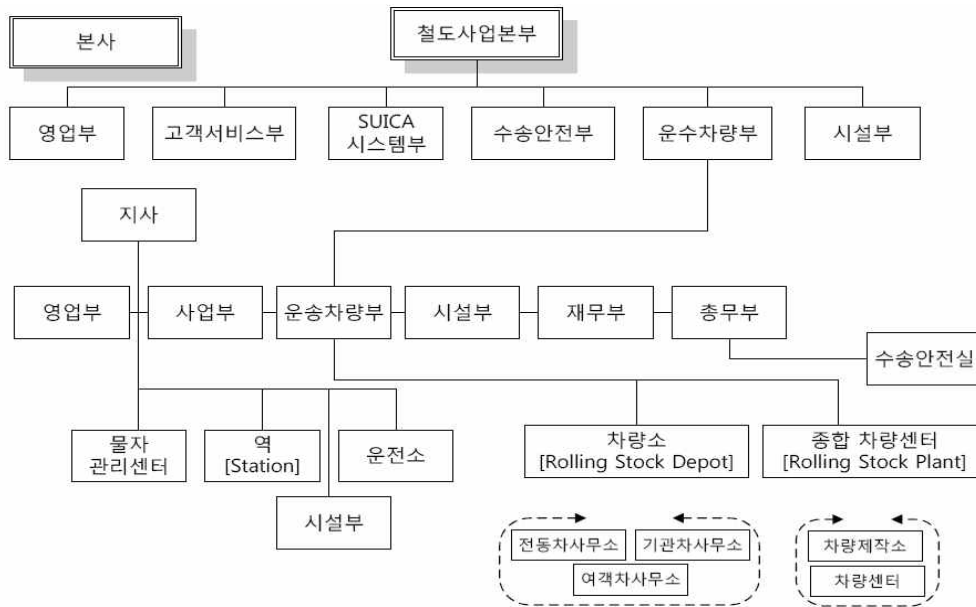 본사
철도사업본부
영업부
고객서비스부
SUICA
시스템부
수송안전부
운수차량부
시설부
지사
영업부
사업부
운송차량부
시설부
재무부
총무부
수송안전실
물자
관리센터
역
[Station]
운전소
차량소
[Rolling Stock Depot]
종합 차량센터
[Rolling Stock Plant]
시설부
전동차사무소
기관차사무소
여객차사무소
차량제작소
차량센터